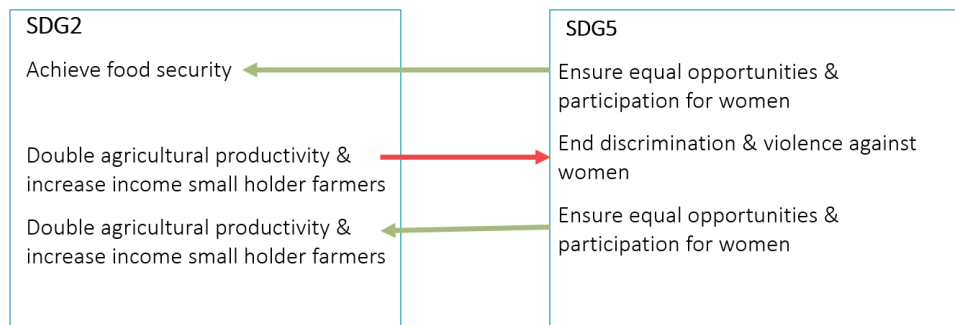 SDG2
Achieve food security
Double agricultural productivity &
increase income small holder farmers
Double agricultural productivity &
increase income small holder farmers
SDG5
Ensure equal opportunities &
participation for women
End discrimination & violence against
women
Ensure equal opportunities &
participation for women